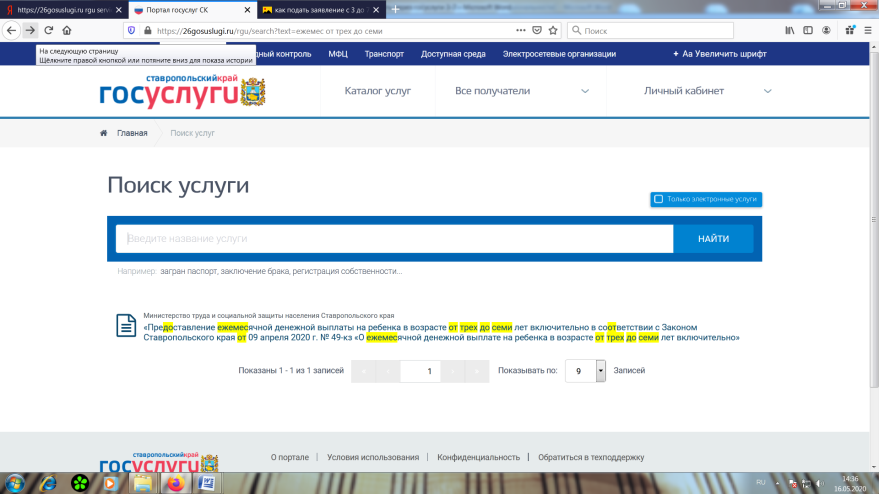 https://26gosuslugi.ru rgu serv
Портал госуслуг СК
как подать заявление с 3 до 7
https://26gosuslugi.ru/rgu/search?text=ежемес от трех до семи
Поиск
На следующую страницу
Щёлкните правой кнопкой или потяните вниз для показа истории
контроль МФЦ Транспорт Доступная среда Электросетевые организации + Aa Увеличить шрифт
ставропольскийкрай
госуслуги
Каталог услуг Все получатели Личный кабинет
Главная Поиск услуг
Поиск услуги
Только электронные услуги
Введите название услуги НАЙТИ
Например: загран паспорт, заключение брака, регистрация собственности...
Министерство труда и социальной защиты населения Ставропольского края
«Предоставление ежемесячной денежной выплаты на ребенка в возрасте от трех до семи лет включительно в соответствии с Законом
Ставропольского края от 09 апреля 2020 г. № 49-кз «О ежемесячной денежной выплате на ребенка в возрасте от трех до семи лет включительно»
Показаны 1 - 1 из 1 записей 1 Показывать по: 9 Записей
ставропольскийкрай
госуслуги
О портале | Условия использования | Конфиденциальность | Обратиться в техподдержку
RU
14:36
16.05.2020